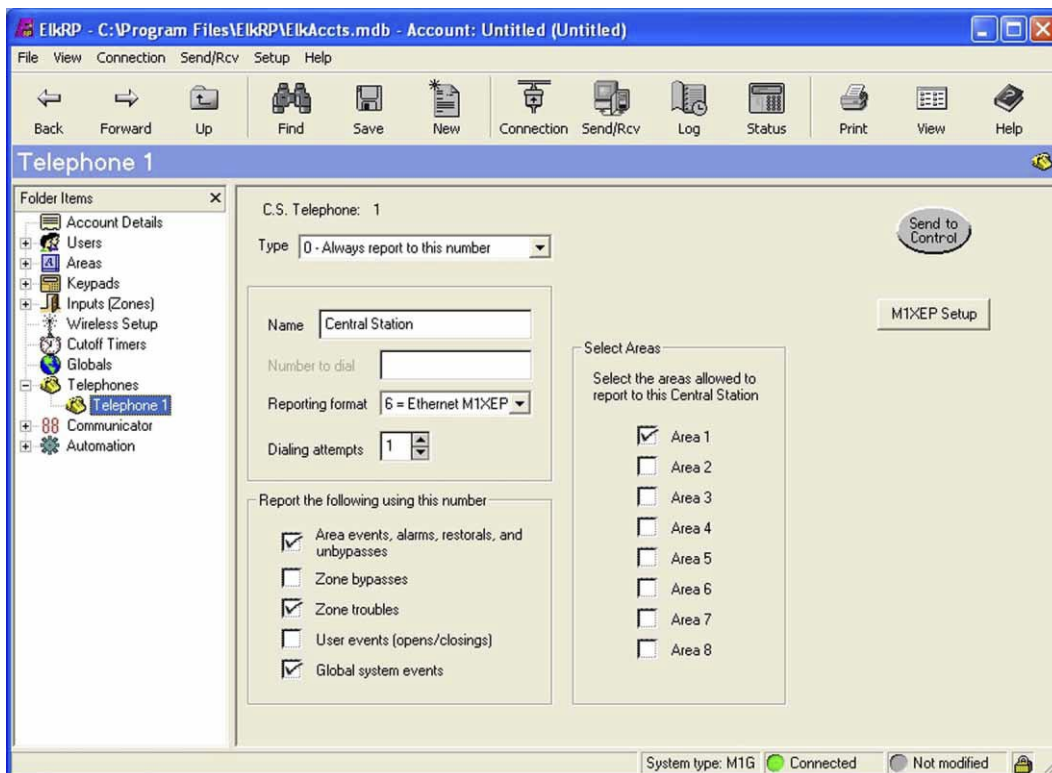 ElkRP - C:\Program Files\ElkRP\ElkAccts.mdb - Account: Untitled (Untitled)
File View Connection Send/Rcv Setup Help
Back Forward Up Find Save New Connection Send/Rcv Log Status Print View Help
Telephone 1
Folder Items
Account Details
Users
Areas
Keypads
Inputs (Zones)
Wireless Setup
Cutoff Timers
Globals
Telephones
Telephone 1
88 Communicator
Automation
C.S. Telephone: 1
Type 0 - Always report to this number
Name Central Station
Number to dial
Reporting format 6 = Ethernet M1XEP
Dialing attempts 1
Report the following using this number
Area events, alarms, restorals, and
unbypasses
Zone bypasses
Zone troubles
User events (opens/closings)
Global system events
Select Areas
Select the areas allowed to
report to this Central Station
Area 1
Area 2
Area 3
Area 4
Area 5
Area 6
Area 7
Area 8
Send to
Control
M1XEP Setup
System type: M1G Connected Not modified